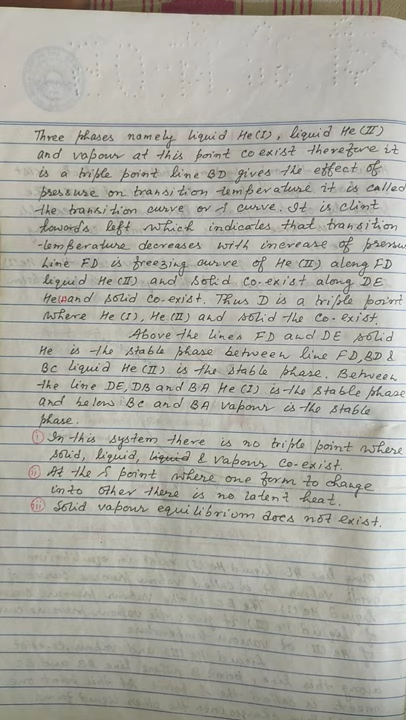 Three phases namely liquid He(I), liquid He(II)
and vapour at this point co exist therefore it
is a triple point line BD gives the effect of
pressure on transition temperature it is called
the transition curve or λ curve. It is clint
towards left which indicates that transition
-temperature decreases with increase of pressure
Line FD is freezing curve of He(II) along FD
liquid He(II) and solid co-exist along DE
He(I) and solid co-exist. Thus D is a triple point
where He(I), He(II) and solid the co-exist.
Above the lines FD and DE solid
He is the stable phase between line FD, BD &
BC liquid He(II) is the stable phase. Between
the line DE, DB and BA He(I) is the stable phase
and below BC and BA vapour is the stable
phase.
(i) In this system there is no triple point where
solid, liquid, liquid & vapour co-exist.
(ii) At the λ point where one form to change
into other there is no latent heat.
(iii) Solid vapour equilibrium does not exist.